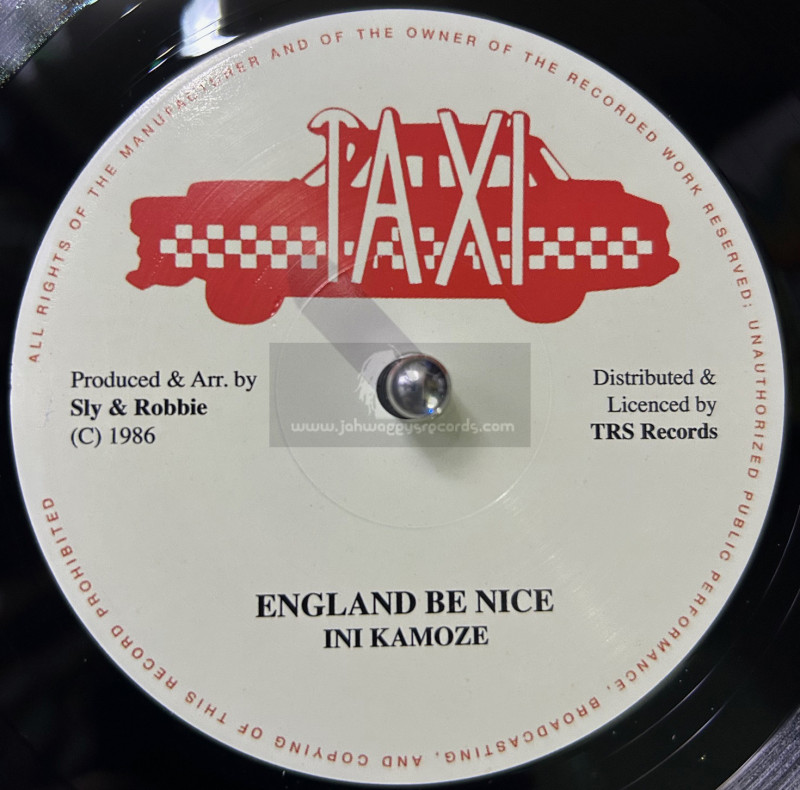 ALL RIGHTS OF THE MANUFACTURER AND OF THE OWNER OF THE RECORDED WORK RESERVED; UNAUTHORIZED PUBLIC PERFORMANCE, BROADCASTING, AND COPYING OF THIS RECORD PROHIBITED
TAXI
Produced & Arr. by
Sly & Robbie
(C) 1986
Distributed &
Licenced by
TRS Records
www.jahwaggysrecords.com
ENGLAND BE NICE
INI KAMOZE